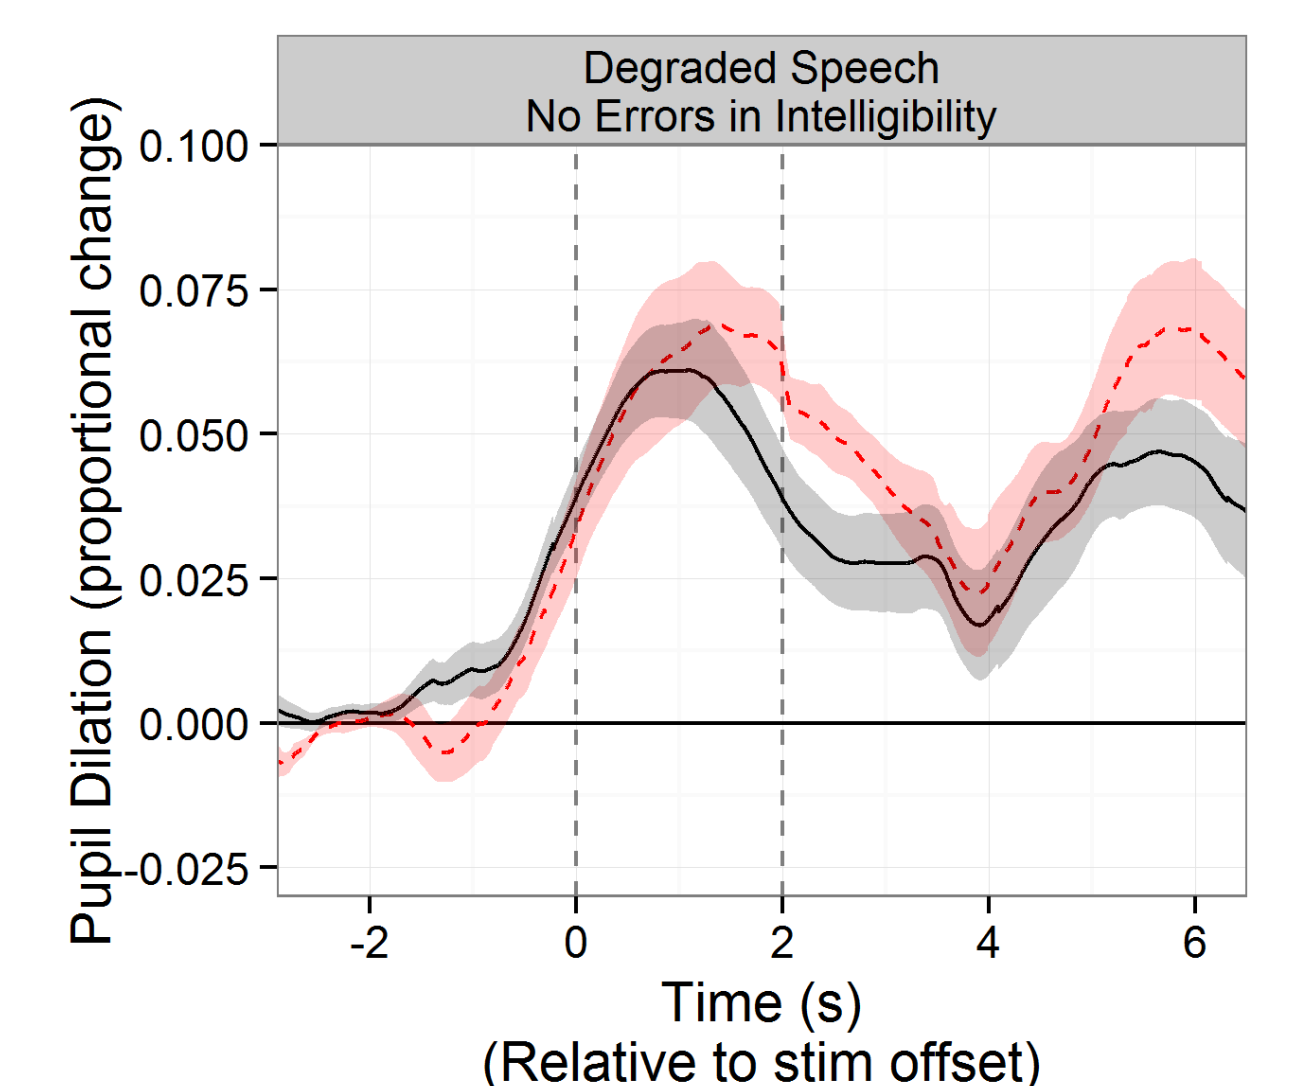 Degraded Speech
No Errors in Intelligibility
Pupil Dilation (proportional change)
0.100
0.075
0.050
0.025
0.000
-0.025
-2 0 2 4 6
Time (s)
(Relative to stim offset)